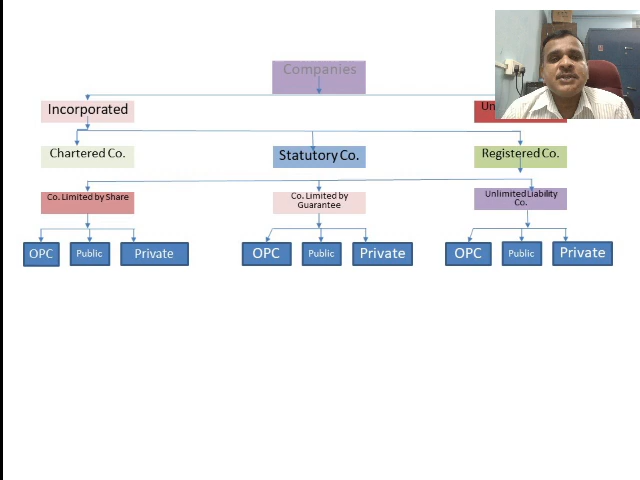 Companies
Incorporated
Un
Chartered Co.
Statutory Co.
Registered Co.
Co. Limited by Share
Co. Limited by
Guarantee
Unlimited Liability
Co.
OPC
Public
Private
OPC
Public
Private
OPC
Public
Private